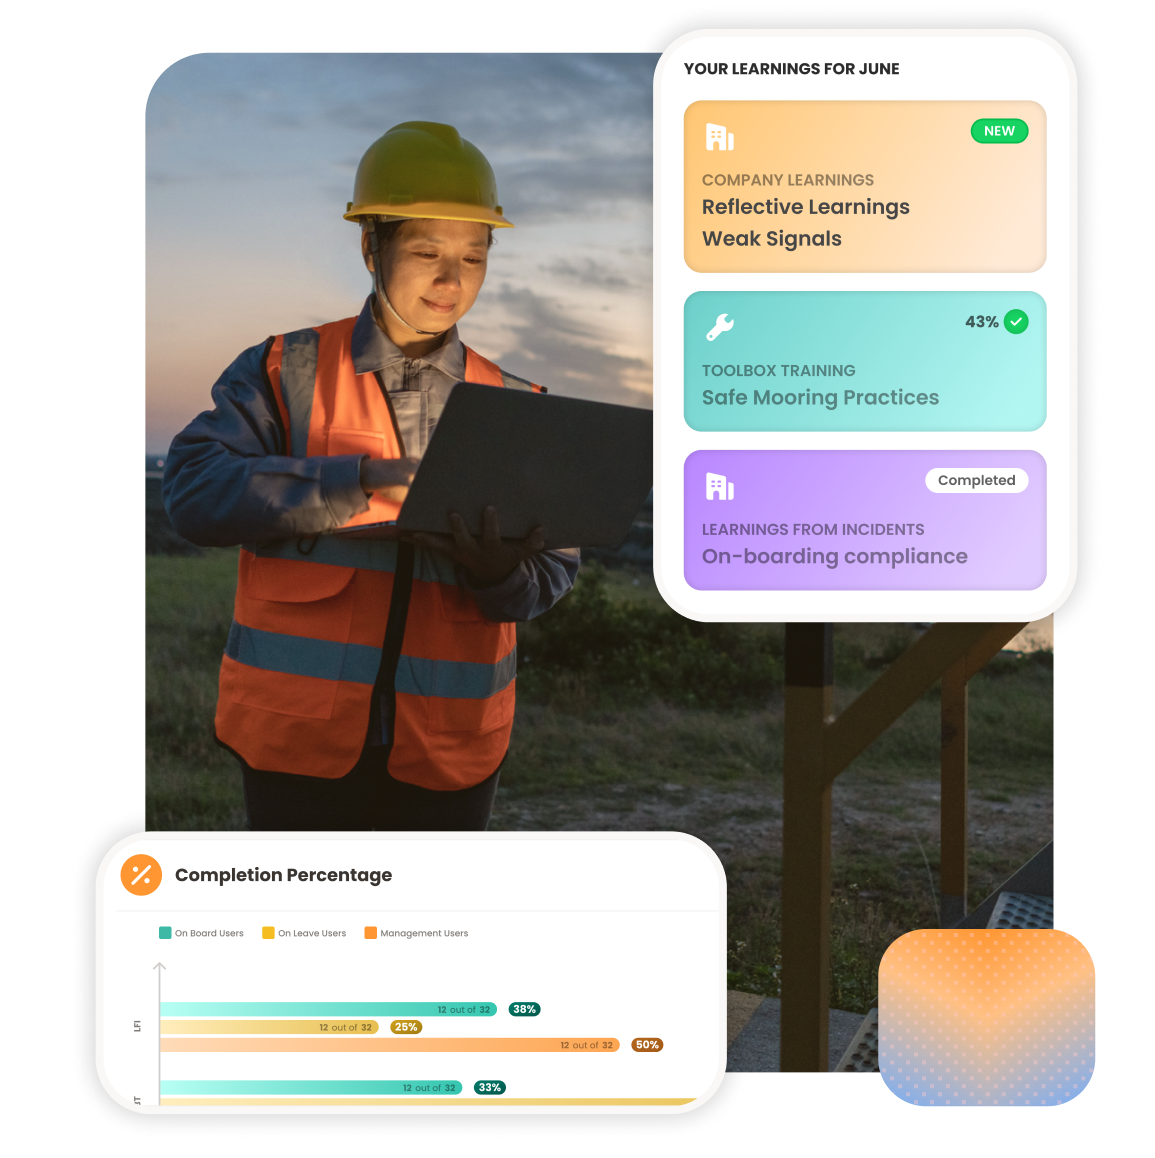 YOUR LEARNINGS FOR JUNE
NEW
COMPANY LEARNINGS
Reflective Learnings
Weak Signals
43%
TOOLBOX TRAINING
Safe Mooring Practices
Completed
LEARNINGS FROM INCIDENTS
On-boarding compliance
Completion Percentage
On Board Users On Leave Users Management Users
LFI
12 out of 32 38%
12 out of 32 25%
12 out of 32 50%
12 out of 32 33%